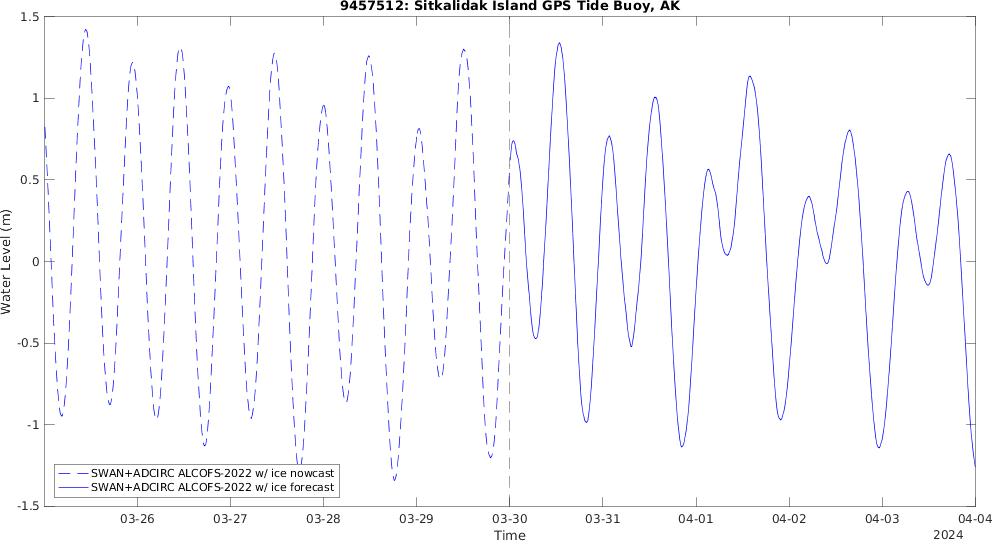 9457512: Sitkalidak Island GPS Tide Buoy, AK
1.5
1
0.5
0
-0.5
-1
-1.5
Water Level (m)
SWAN+ADCIRC ALCOFS-2022 w/ ice nowcast
SWAN+ADCIRC ALCOFS-2022 w/ ice forecast
03-26 03-27 03-28 03-29 03-30 03-31 04-01 04-02 04-03 04-04
Time
2024